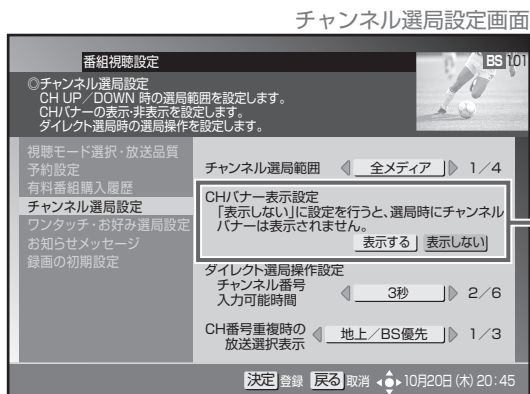 チャンネル選局設定画面
番組視聴設定
BS 101
◎チャンネル選局設定
CH UP／DOWN 時の選局範囲を設定します。
CHバナーの表示・非表示を設定します。
ダイレクト選局時の選局操作を設定します。
視聴モード選択・放送品質
予約設定
有料番組購入履歴
チャンネル選局設定
ワンタッチ・お好み選局設定
お知らせメッセージ
録画の初期設定
チャンネル選局範囲 全メディア 1／4
CHバナー表示設定
「表示しない」に設定を行うと、選局時にチャンネル
バナーは表示されません。
表示する 表示しない
ダイレクト選局操作設定
チャンネル番号
入力可能時間 3秒 2／6
CH番号重複時の
放送選択表示 地上／BS優先 1／3
決定 登録 戻る 取消 10月20日(木) 20:45